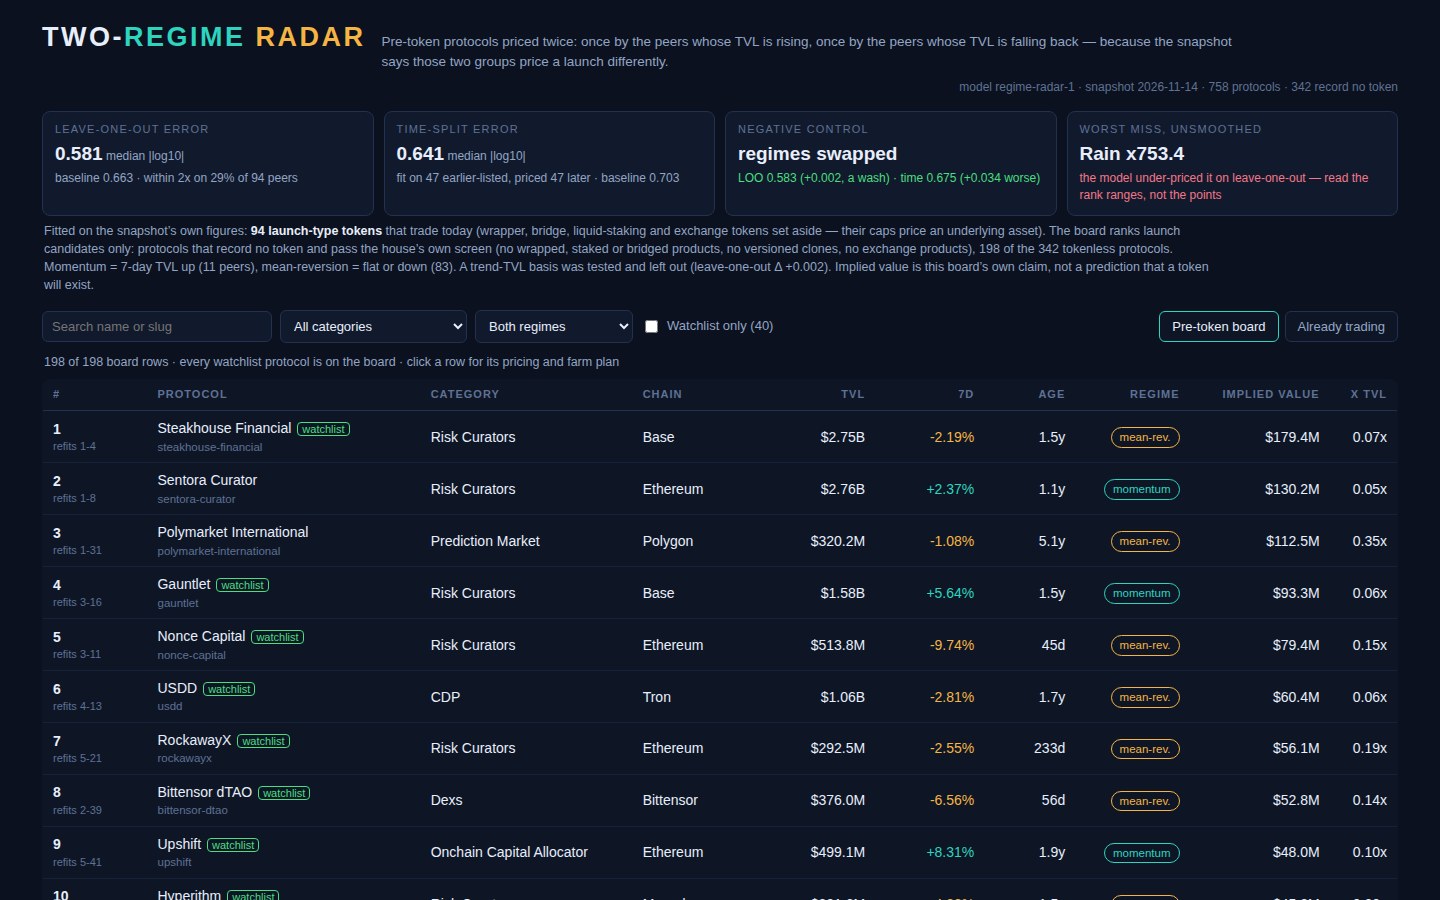 TWO-REGIME RADAR
Pre-token protocols priced twice: once by the peers whose TVL is rising, once by the peers whose TVL is falling back — because the snapshot
says those two groups price a launch differently.
model regime-radar-1 · snapshot 2026-11-14 · 758 protocols · 342 record no token
LEAVE-ONE-OUT ERROR
0.581 median |log10|
baseline 0.663 · within 2x on 29% of 94 peers
TIME-SPLIT ERROR
0.641 median |log10|
fit on 47 earlier-listed, priced 47 later · baseline 0.703
NEGATIVE CONTROL
regimes swapped
LOO 0.583 (+0.002, a wash) · time 0.675 (+0.034 worse)
WORST MISS, UNSMOOTHED
Rain x753.4
the model under-priced it on leave-one-out — read the
rank ranges, not the points
Fitted on the snapshot's own figures: 94 launch-type tokens that trade today (wrapper, bridge, liquid-staking and exchange tokens set aside — their caps price an underlying asset). The board ranks launch
candidates only: protocols that record no token and pass the house's own screen (no wrapped, staked or bridged products, no versioned clones, no exchange products), 198 of the 342 tokenless protocols.
Momentum = 7-day TVL up (11 peers), mean-reversion = flat or down (83). A trend-TVL basis was tested and left out (leave-one-out Δ +0.002). Implied value is this board's own claim, not a prediction that a token
will exist.
Search name or slug
All categories
Both regimes
Watchlist only (40)
Pre-token board
Already trading
198 of 198 board rows · every watchlist protocol is on the board · click a row for its pricing and farm plan
# PROTOCOL CATEGORY CHAIN TVL 7D AGE REGIME IMPLIED VALUE X TVL
1 Steakhouse Financial watchlist Risk Curators Base $2.75B -2.19% 1.5y mean-rev. $179.4M 0.07x
refits 1-4 steakhouse-financial
2 Sentora Curator Risk Curators Ethereum $2.76B +2.37% 1.1y momentum $130.2M 0.05x
refits 1-8 sentora-curator
3 Polymarket International Prediction Market Polygon $320.2M -1.08% 5.1y mean-rev. $112.5M 0.35x
refits 1-31 polymarket-international
4 Gauntlet watchlist Risk Curators Base $1.58B +5.64% 1.5y momentum $93.3M 0.06x
refits 3-16 gauntlet
5 Nonce Capital watchlist Risk Curators Ethereum $513.8M -9.74% 45d mean-rev. $79.4M 0.15x
refits 3-11 nonce-capital
6 USDD watchlist CDP Tron $1.06B -2.81% 1.7y mean-rev. $60.4M 0.06x
refits 4-13 usdd
7 RockawayX watchlist Risk Curators Ethereum $292.5M -2.55% 233d mean-rev. $56.1M 0.19x
refits 5-21 rockawayx
8 Bittensor dTAO watchlist Dexs Bittensor $376.0M -6.56% 56d mean-rev. $52.8M 0.14x
refits 2-39 bittensor-dtao
9 Upshift watchlist Onchain Capital Allocator Ethereum $499.1M +8.31% 1.9y momentum $48.0M 0.10x
refits 5-41 upshift
10 Hyperithm watchlist